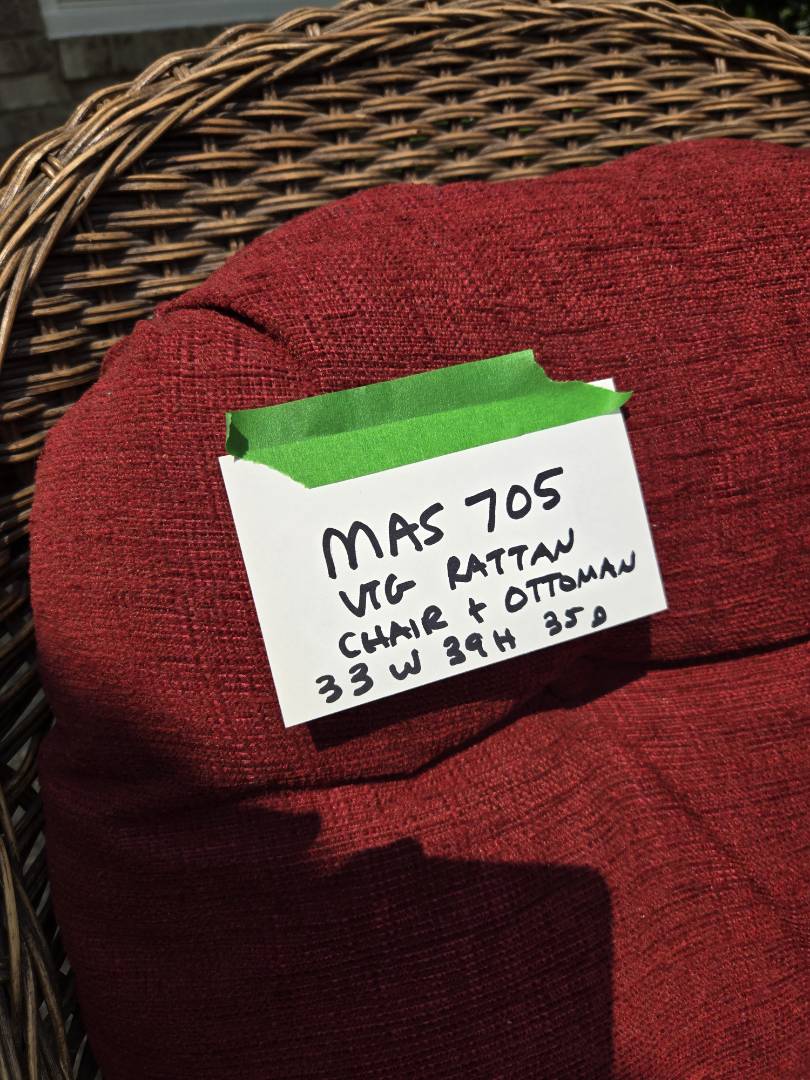 MAS 705
VTG RATTAN
CHAIR + OTTOMAN
33 W 39 H 35 D